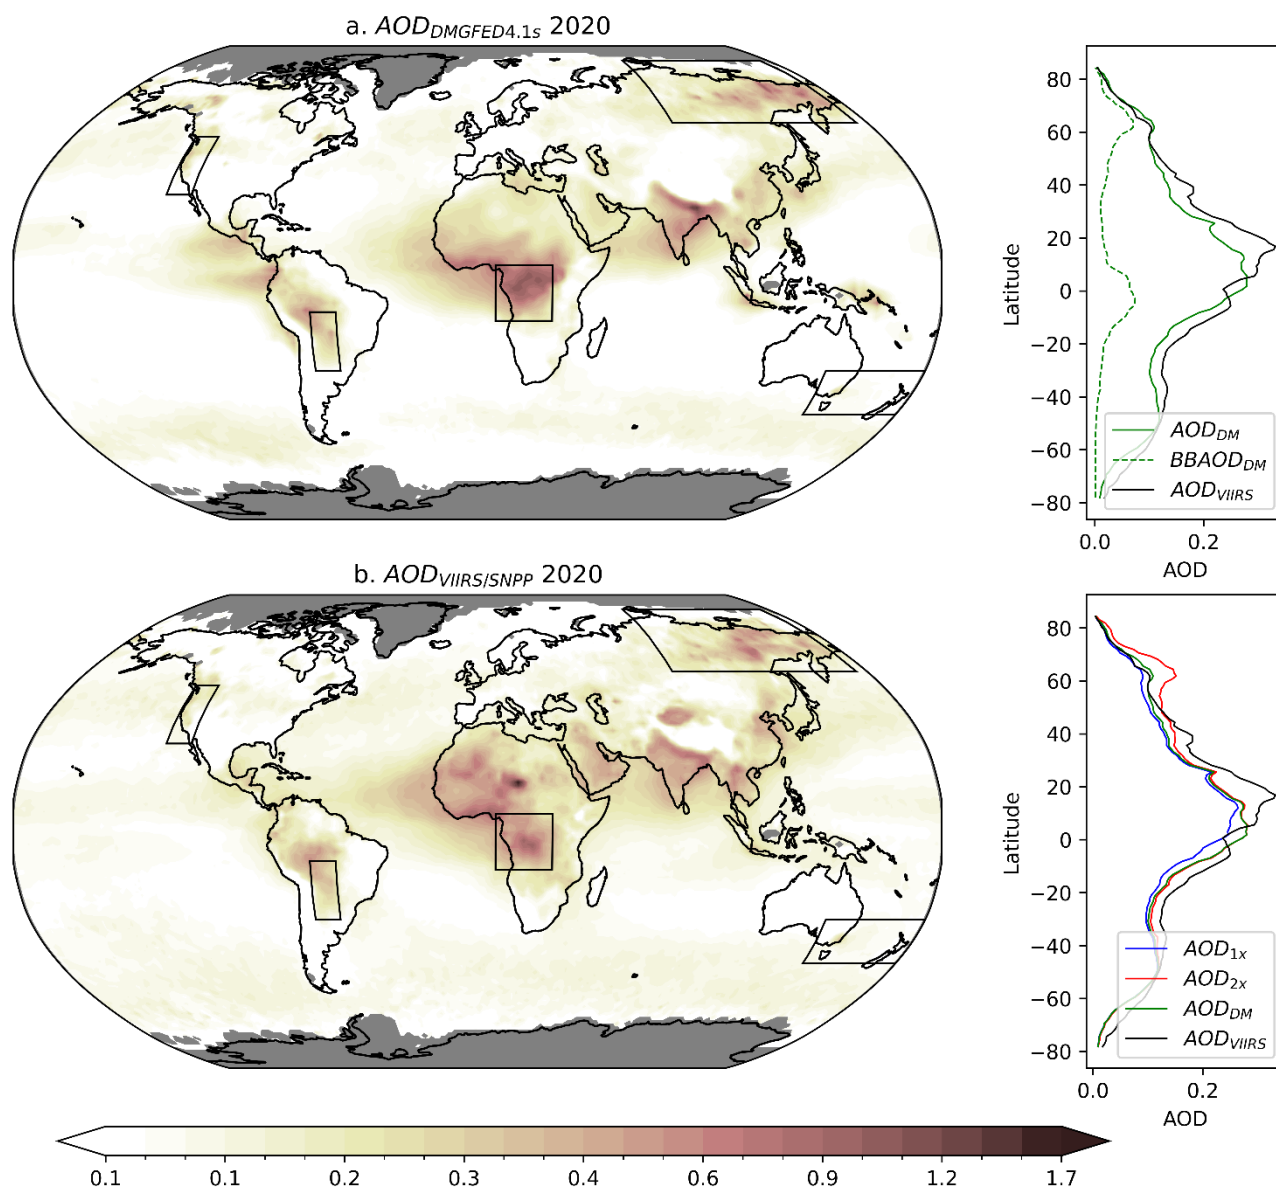 a. AOD_DMGFED4.1s 2020
80
60
40
20
0
−20
−40
−60
−80
Latitude
AOD_DM
BBAOD_DM
AOD_VIIRS
0.0 0.2
AOD
b. AOD_VIIRS/SNPP 2020
80
60
40
20
0
−20
−40
−60
−80
Latitude
AOD_1x
AOD_2x
AOD_DM
AOD_VIIRS
0.0 0.2
AOD
0.1 0.1 0.2 0.3 0.4 0.6 0.9 1.2 1.7